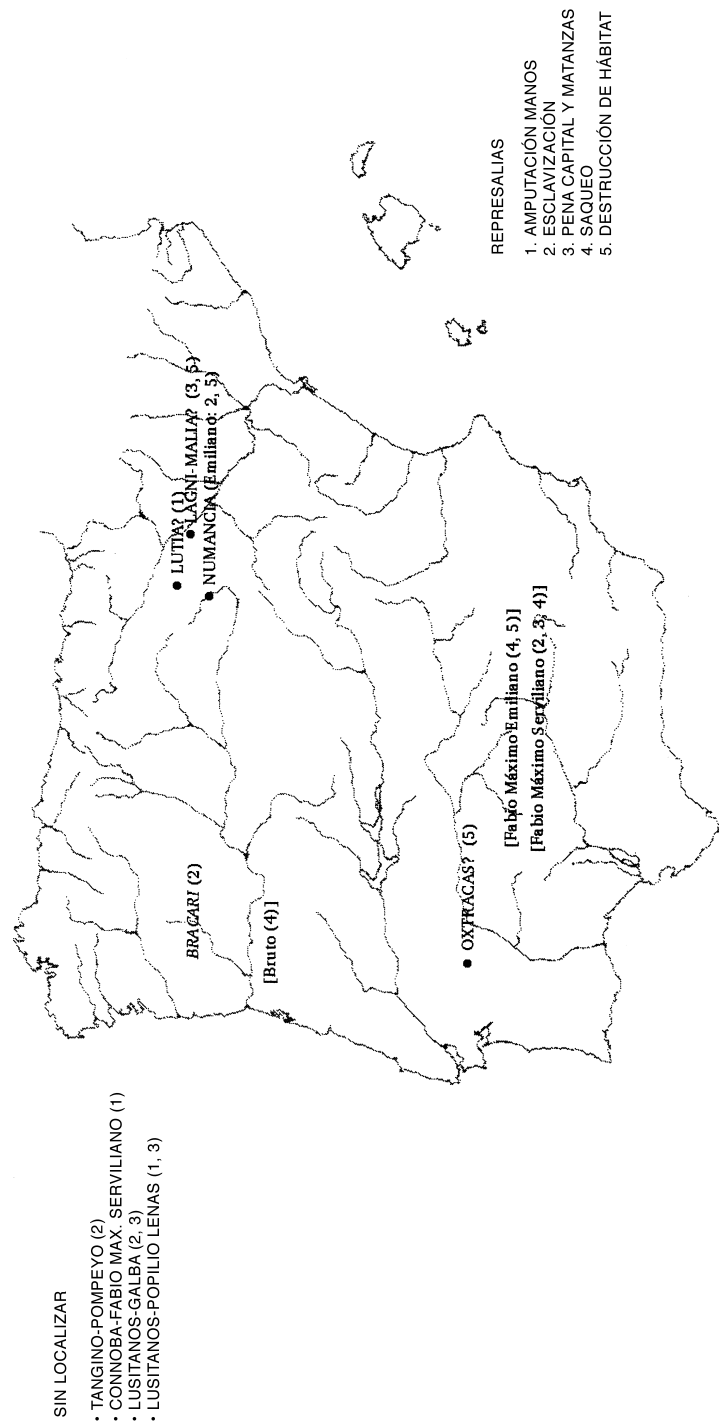 SIN LOCALIZAR
• TANGINO-POMPEYO (2)
• CONNOBA-FABIO MAX. SERVILIANO (1)
• LUSITANOS-GALBA (2, 3)
• LUSITANOS-POPILIO LENAS (1, 3)
LUTIA? (1)
LAGNI-MALIA? (3, 5)
NUMANCIA (Emiliano: 2, 5)
BRACARI (2)
[Bruto (4)]
OXTRACAS? (5)
[Fabio Máximo Emiliano (4, 5)]
[Fabio Máximo Serviliano (2, 3, 4)]
REPRESALIAS
1. AMPUTACIÓN MANOS
2. ESCLAVIZACIÓN
3. PENA CAPITAL Y MATANZAS
4. SAQUEO
5. DESTRUCCIÓN DE HÁBITAT